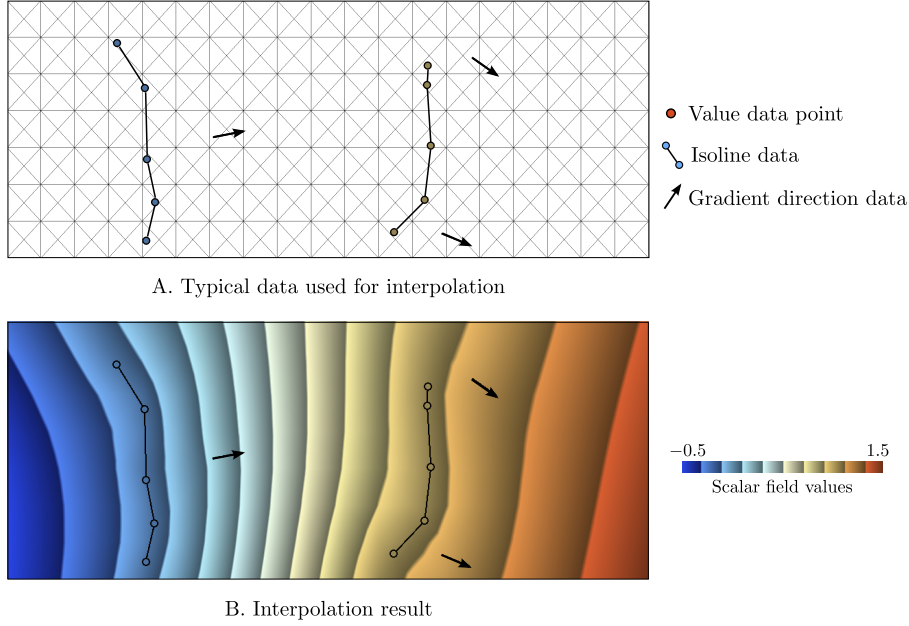 Value data point
Isoline data
Gradient direction data
A. Typical data used for interpolation
−0.5 1.5
Scalar field values
B. Interpolation result